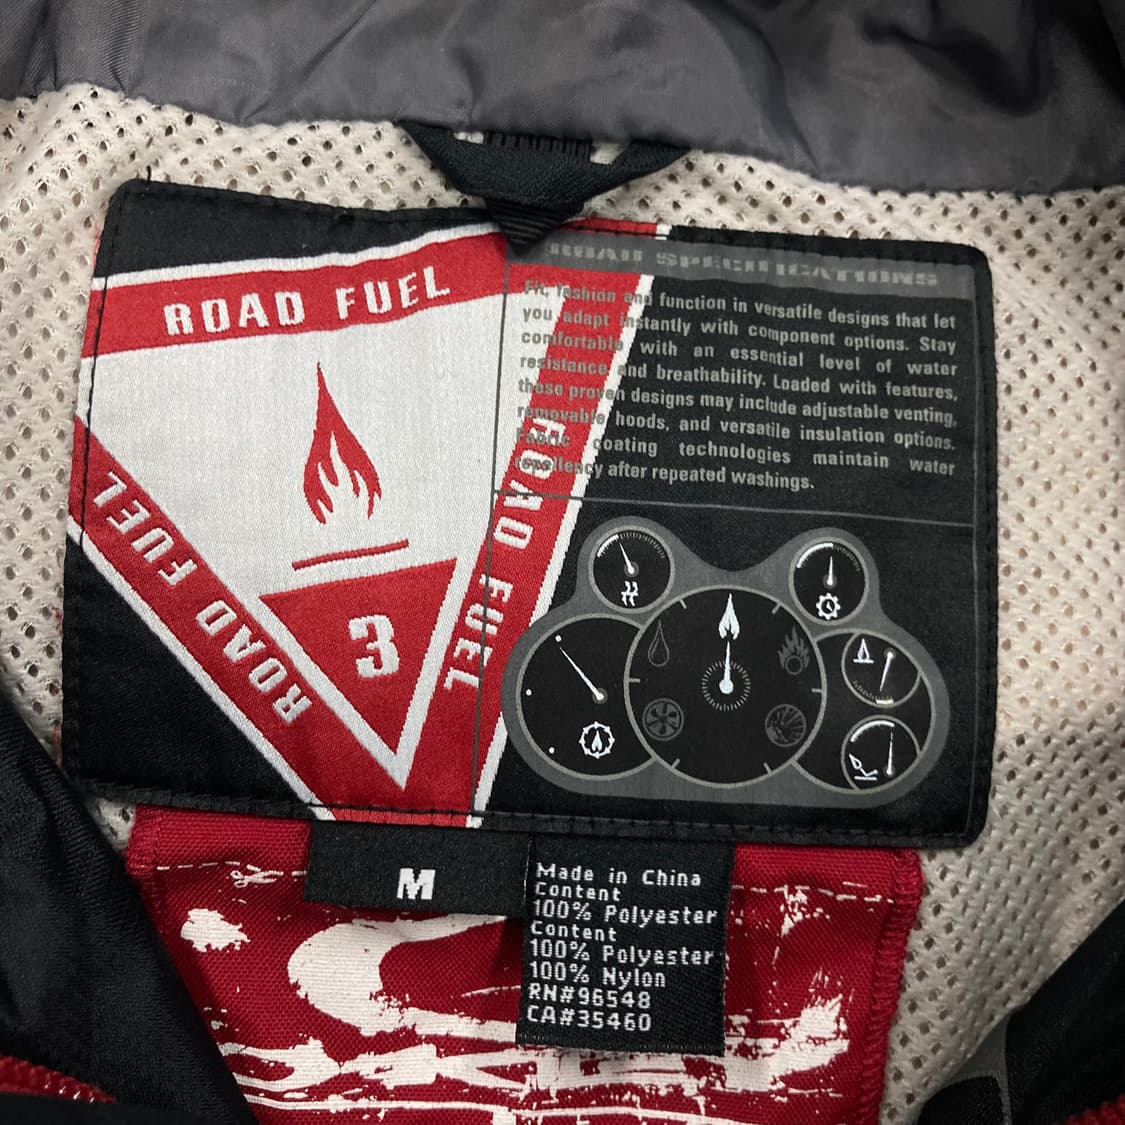 ROAD FUEL
ROAD FUEL
ROAD FUEL
3
ROAD SPECIFICATIONS
Fit, fashion and function in versatile designs that let
you adapt instantly with component options. Stay
comfortable with an essential level of water
resistance and breathability. Loaded with features,
these proven designs may include adjustable venting,
removable hoods, and versatile insulation options.
Fabric coating technologies maintain water
repellency after repeated washings.
M
Made in China
Content
100% Polyester
Content
100% Polyester
100% Nylon
RN#96548
CA#35460